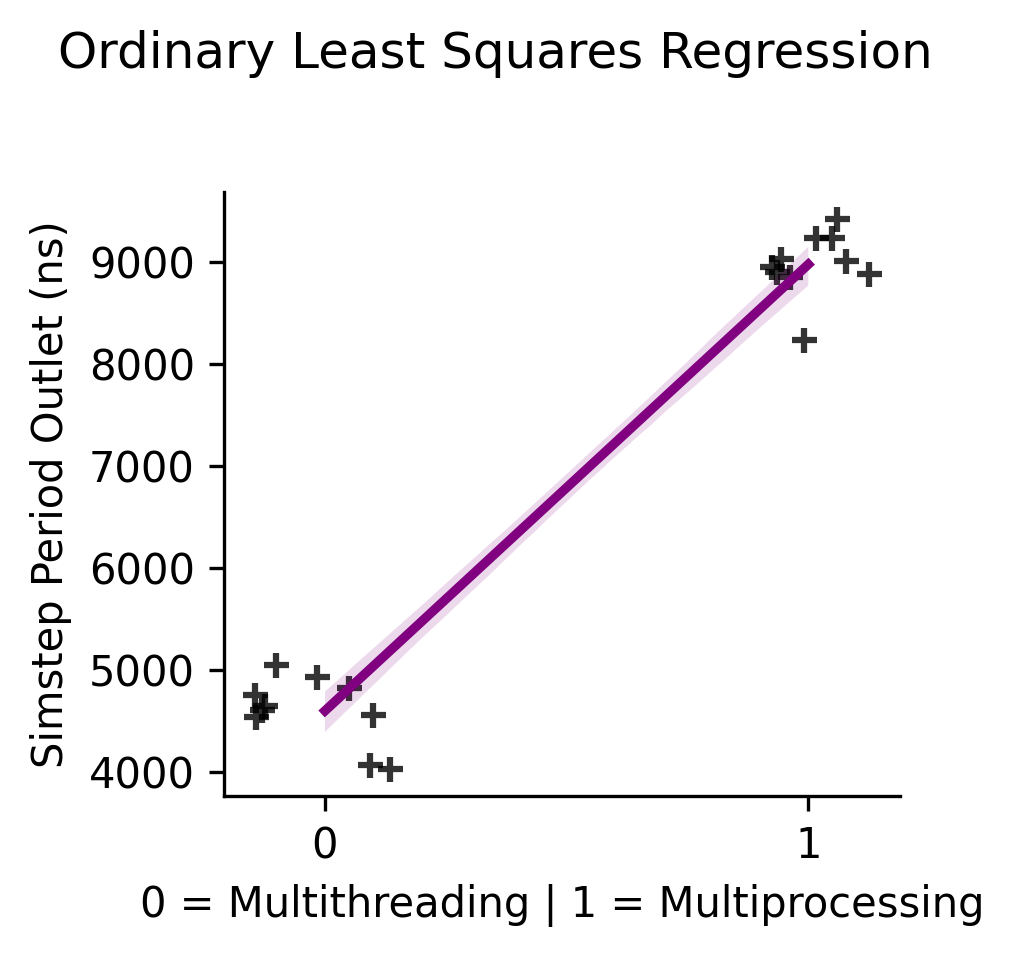 Ordinary Least Squares Regression
Simstep Period Outlet (ns)
9000
8000
7000
6000
5000
4000
0
1
0 = Multithreading | 1 = Multiprocessing